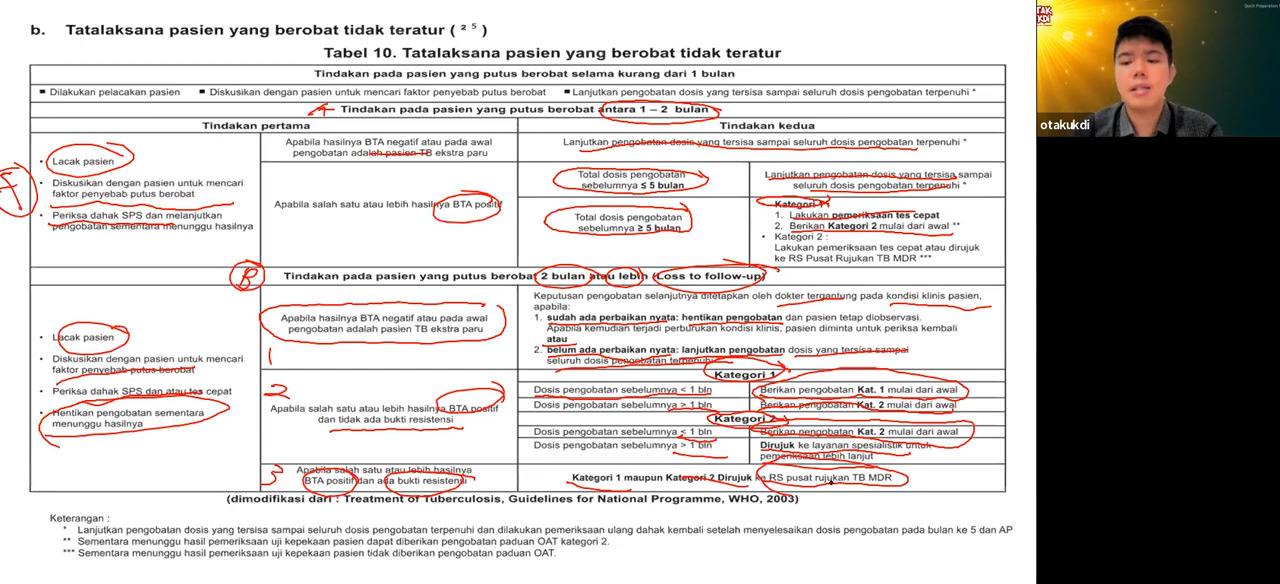 b. Tatalaksana pasien yang berobat tidak teratur ( ²⁵ )
Tabel 10. Tatalaksana pasien yang berobat tidak teratur
Tindakan pada pasien yang putus berobat selama kurang dari 1 bulan
▪ Dilakukan pelacakan pasien ▪ Diskusikan dengan pasien untuk mencari faktor penyebab putus berobat ▪ Lanjutkan pengobatan dosis yang tersisa sampai seluruh dosis pengobatan terpenuhi *
A Tindakan pada pasien yang putus berobat antara 1 – 2 bulan
Tindakan pertama
Tindakan kedua
• Lacak pasien
• Diskusikan dengan pasien untuk mencari
faktor penyebab putus berobat
• Periksa dahak SPS dan melanjutkan
pengobatan sementara menunggu hasilnya
Apabila hasilnya BTA negatif atau pada awal
pengobatan adalah pasien TB ekstra paru
Lanjutkan pengobatan dosis yang tersisa sampai seluruh dosis pengobatan terpenuhi *
Apabila salah satu atau lebih hasilnya BTA positif
Total dosis pengobatan
sebelumnya ≤ 5 bulan
Lanjutkan pengobatan dosis yang tersisa sampai
seluruh dosis pengobatan terpenuhi *
Total dosis pengobatan
sebelumnya ≥ 5 bulan
Kategori 1:
1. Lakukan pemeriksaan tes cepat
2. Berikan Kategori 2 mulai dari awal **
• Kategori 2 :
Lakukan pemeriksaan tes cepat atau dirujuk
ke RS Pusat Rujukan TB MDR ***
B Tindakan pada pasien yang putus berobat 2 bulan atau lebih (Loss to follow-up)
• Lacak pasien
• Diskusikan dengan pasien untuk mencari
faktor penyebab putus berobat
• Periksa dahak SPS dan atau tes cepat
• Hentikan pengobatan sementara
menunggu hasilnya
Apabila hasilnya BTA negatif atau pada awal
pengobatan adalah pasien TB ekstra paru
1
Keputusan pengobatan selanjutnya ditetapkan oleh dokter tergantung pada kondisi klinis pasien,
apabila:
1. sudah ada perbaikan nyata: hentikan pengobatan dan pasien tetap diobservasi.
Apabila kemudian terjadi perburukan kondisi klinis, pasien diminta untuk periksa kembali
atau
2. belum ada perbaikan nyata: lanjutkan pengobatan dosis yang tersisa sampai
seluruh dosis pengobatan terpenuhi
2
Apabila salah satu atau lebih hasilnya BTA positif
dan tidak ada bukti resistensi
Kategori 1
Dosis pengobatan sebelumnya < 1 bln
Berikan pengobatan Kat. 1 mulai dari awal
Dosis pengobatan sebelumnya > 1 bln
Berikan pengobatan Kat. 2 mulai dari awal
Kategori 2
Dosis pengobatan sebelumnya < 1 bln
Berikan pengobatan Kat. 2 mulai dari awal
Dosis pengobatan sebelumnya > 1 bln
Dirujuk ke layanan spesialistik untuk
pemeriksaan lebih lanjut
3
Apabila salah satu atau lebih hasilnya
BTA positif dan ada bukti resistensi
Kategori 1 maupun Kategori 2 Dirujuk ke RS pusat rujukan TB MDR
(dimodifikasi dari : Treatment of Tuberculosis, Guidelines for National Programme, WHO, 2003)
Keterangan :
* Lanjutkan pengobatan dosis yang tersisa sampai seluruh dosis pengobatan terpenuhi dan dilakukan pemeriksaan ulang dahak kembali setelah menyelesaikan dosis pengobatan pada bulan ke 5 dan AP
** Sementara menunggu hasil pemeriksaan uji kepekaan pasien dapat diberikan pengobatan paduan OAT kategori 2.
*** Sementara menunggu hasil pemeriksaan uji kepekaan pasien tidak diberikan pengobatan paduan OAT.
otakukdi